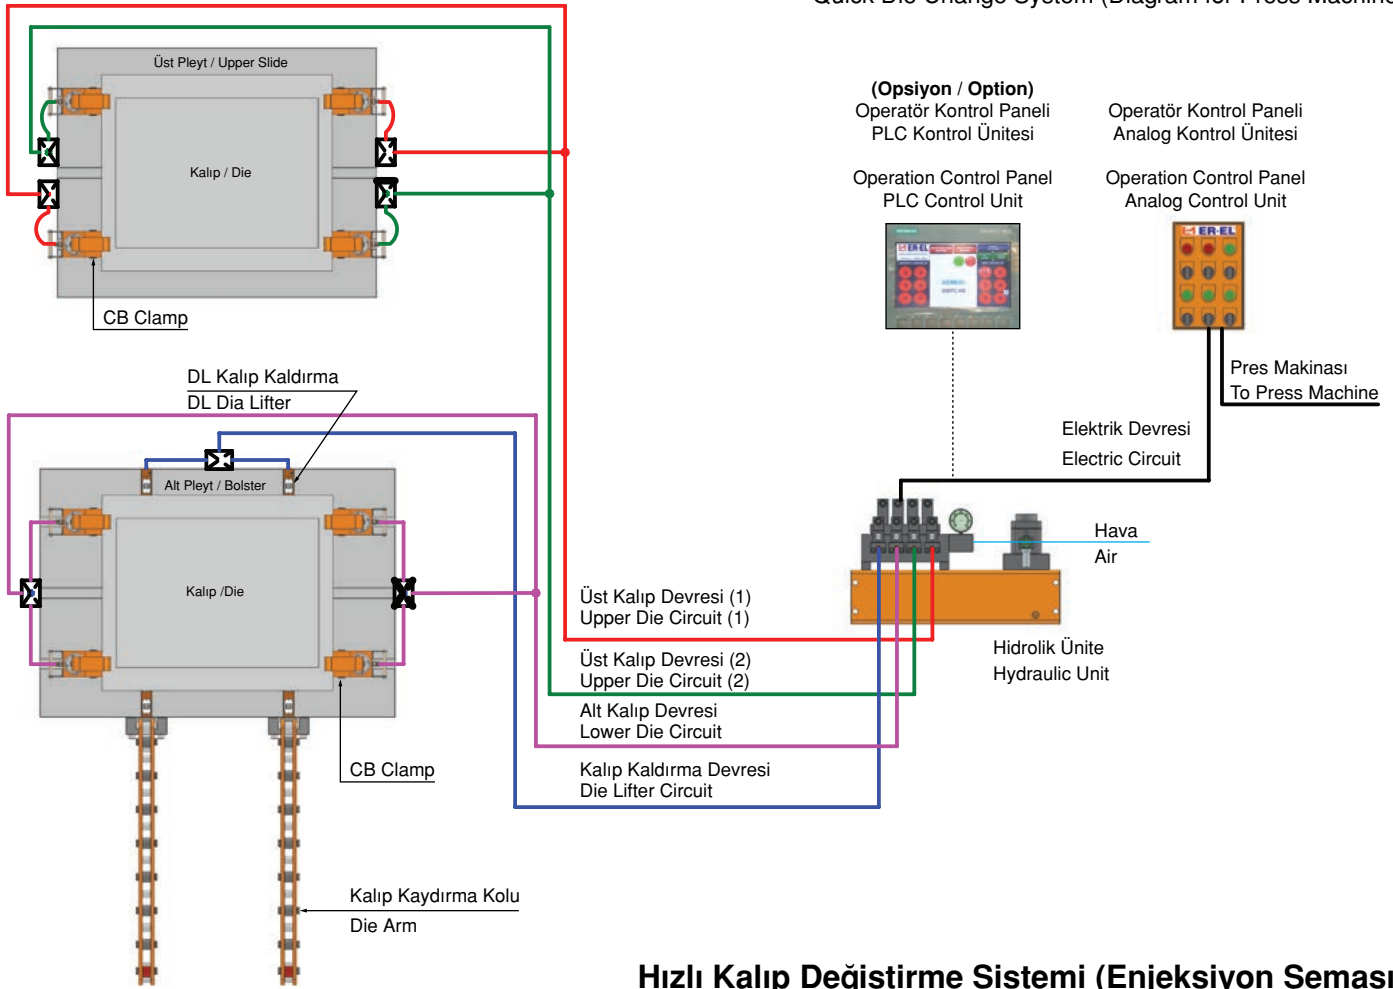 Quick Die Change System (Diagram for Press Machine
Üst Pleyt / Upper Slide
Kalıp / Die
CB Clamp
(Opsiyon / Option)
Operatör Kontrol Paneli
PLC Kontrol Ünitesi
Operation Control Panel
PLC Control Unit
Operatör Kontrol Paneli
Analog Kontrol Ünitesi
Operation Control Panel
Analog Control Unit
ER-EL
ER-EL
Pres Makinası
To Press Machine
Elektrik Devresi
Electric Circuit
DL Kalıp Kaldırma
DL Dia Lifter
Alt Pleyt / Bolster
Kalıp /Die
CB Clamp
Hava
Air
Hidrolik Ünite
Hydraulic Unit
Üst Kalıp Devresi (1)
Upper Die Circuit (1)
Üst Kalıp Devresi (2)
Upper Die Circuit (2)
Alt Kalıp Devresi
Lower Die Circuit
Kalıp Kaldırma Devresi
Die Lifter Circuit
Kalıp Kaydırma Kolu
Die Arm
Hızlı Kalıp Değiştirme Sistemi (Enjeksiyon Şeması